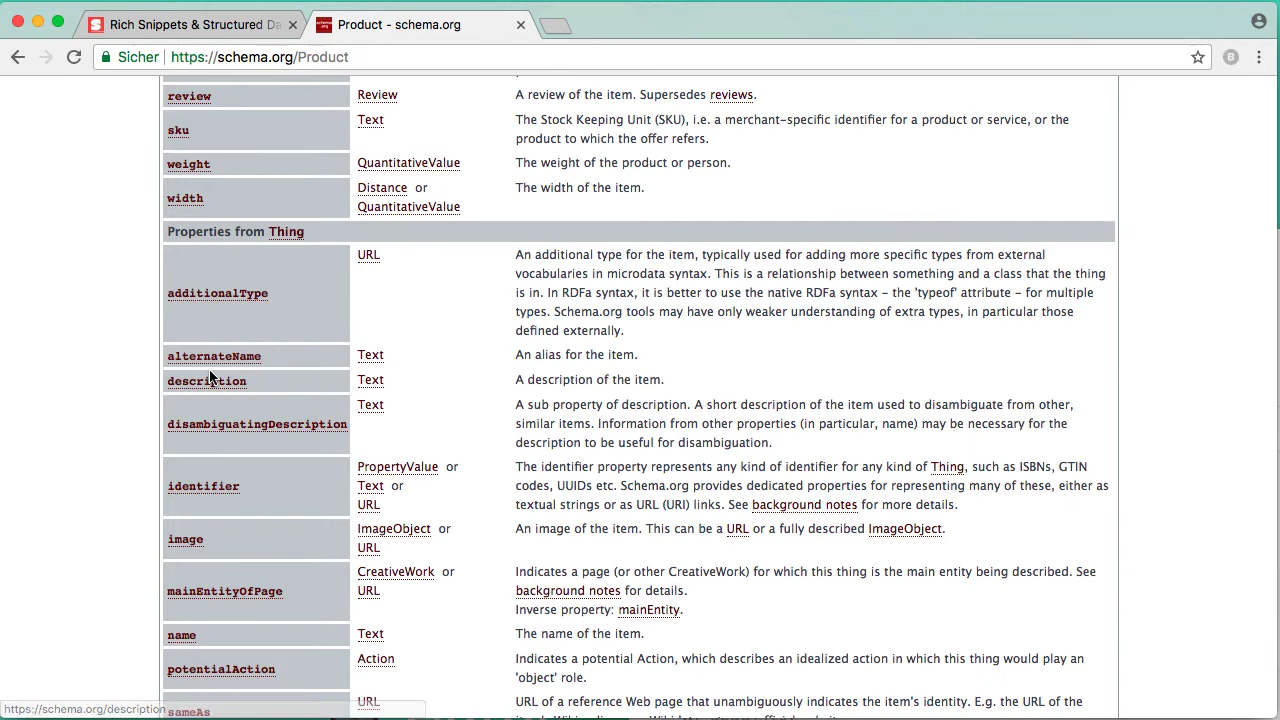 Rich Snippets & Structured Da
Product - schema.org
Sicher https://schema.org/Product
review Review A review of the item. Supersedes reviews.
sku Text The Stock Keeping Unit (SKU), i.e. a merchant-specific identifier for a product or service, or the
product to which the offer refers.
weight QuantitativeValue The weight of the product or person.
width Distance or The width of the item.
QuantitativeValue
Properties from Thing
additionalType URL An additional type for the item, typically used for adding more specific types from external
vocabularies in microdata syntax. This is a relationship between something and a class that the thing
is in. In RDFa syntax, it is better to use the native RDFa syntax - the 'typeof' attribute - for multiple
types. Schema.org tools may have only weaker understanding of extra types, in particular those
defined externally.
alternateName Text An alias for the item.
description Text A description of the item.
disambiguatingDescription Text A sub property of description. A short description of the item used to disambiguate from other,
similar items. Information from other properties (in particular, name) may be necessary for the
description to be useful for disambiguation.
identifier PropertyValue or The identifier property represents any kind of identifier for any kind of Thing, such as ISBNs, GTIN
Text or codes, UUIDs etc. Schema.org provides dedicated properties for representing many of these, either as
URL textual strings or as URL (URI) links. See background notes for more details.
image ImageObject or An image of the item. This can be a URL or a fully described ImageObject.
URL
mainEntityOfPage CreativeWork or Indicates a page (or other CreativeWork) for which this thing is the main entity being described. See
URL background notes for details.
Inverse property: mainEntity.
name Text The name of the item.
potentialAction Action Indicates a potential Action, which describes an idealized action in which this thing would play an
'object' role.
sameAs URL URL of a reference Web page that unambiguously indicates the item's identity. E.g. the URL of the
https://schema.org/description